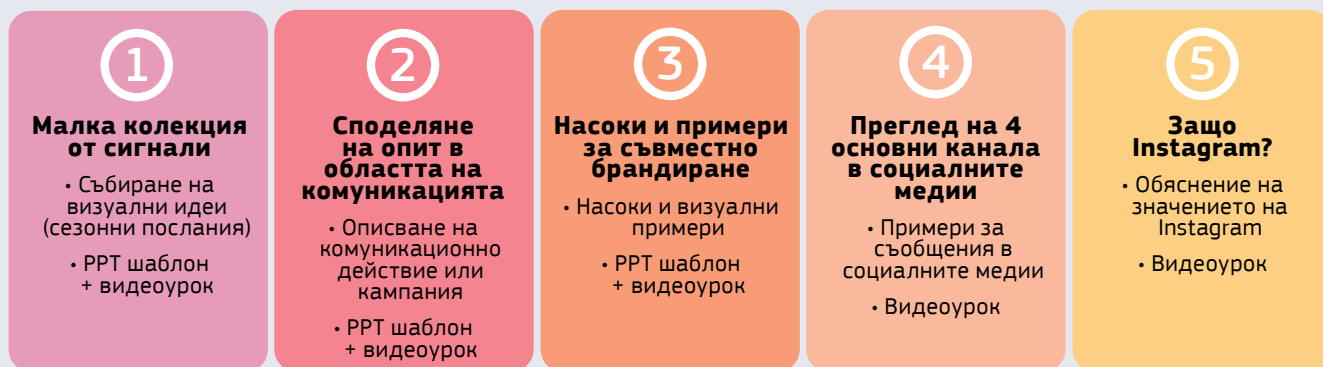 1
Малка колекция
от сигнали
• Събиране на
визуални идеи
(сезонни послания)
• PPT шаблон
+ видеоурок
2
Споделяне
на опит в
областта на
комуникацията
• Описване на
комуникационно
действие или
кампания
• PPT шаблон
+ видеоурок
3
Насоки и примери
за съвместно
брандиране
• Насоки и визуални
примери
• PPT шаблон
+ видеоурок
4
Преглед на 4
основни канала
в социалните
медии
• Примери за
съобщения в
социалните медии
• Видеоурок
5
Защо
Instagram?
• Обяснение на
значението на
Instagram
• Видеоурок